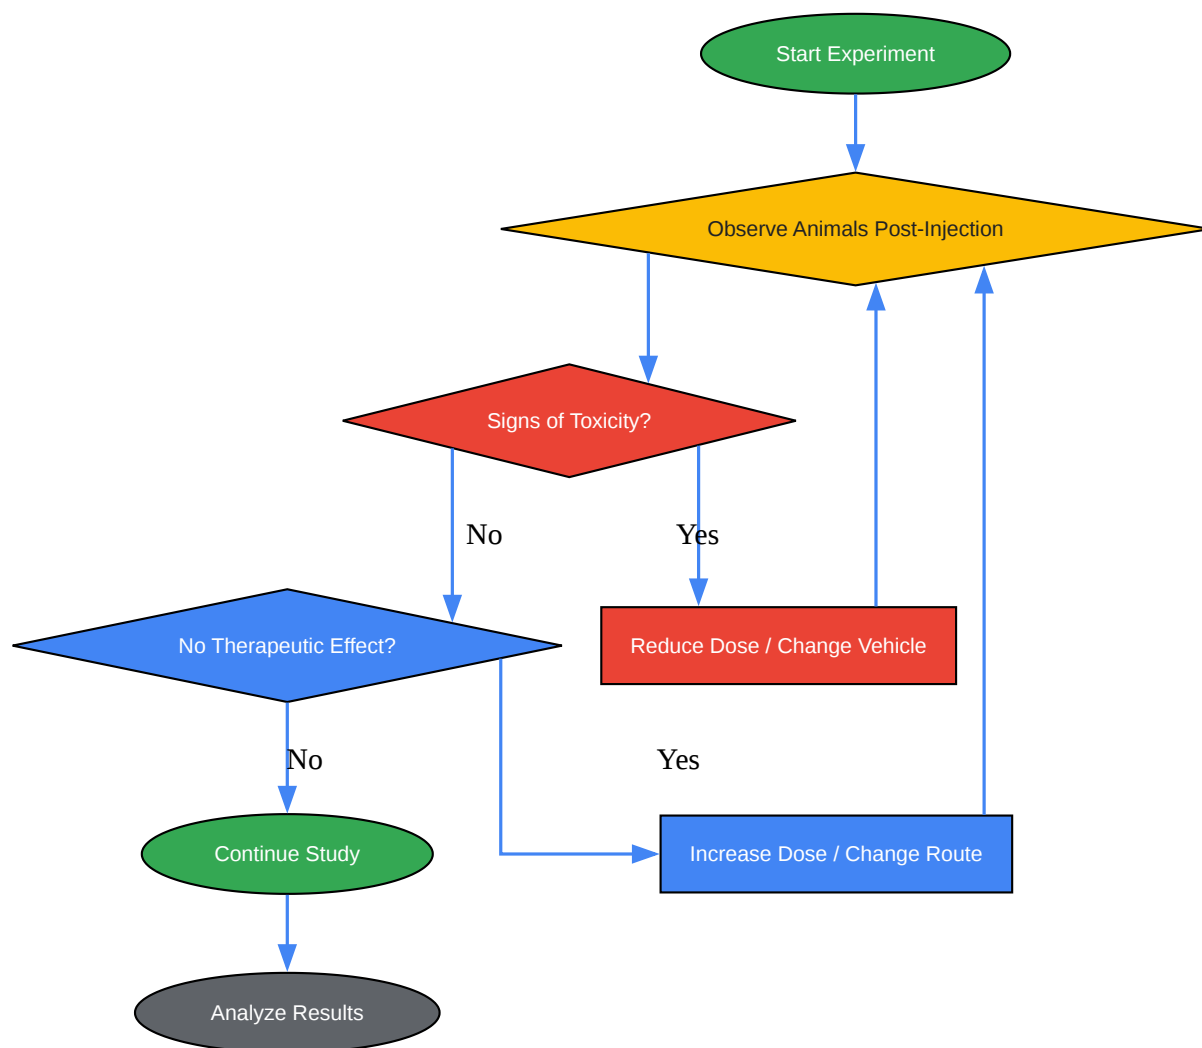 Start Experiment
Observe Animals Post-Injection
Signs of Toxicity?
No
Yes
No Therapeutic Effect?
Reduce Dose / Change Vehicle
No
Yes
Continue Study
Increase Dose / Change Route
Analyze Results